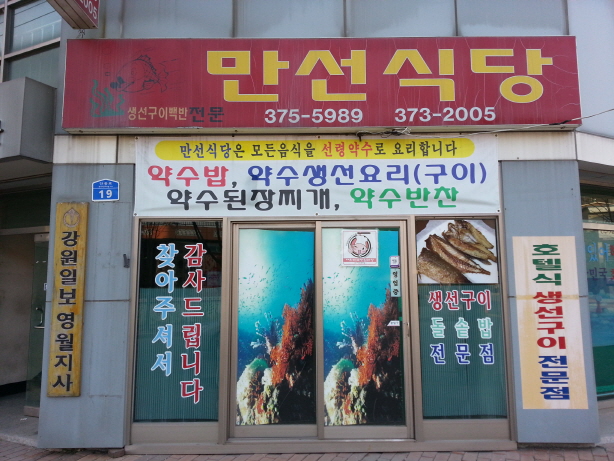 2005
만선식당
생선구이백반전문
375-5989 373-2005
만선식당은 모든음식을 선령약수로 요리합니다
약수밥, 약수생선요리(구이)
약수된장찌개, 약수반찬
19
강원일보 영월지사
찾아주셔서
감사드립니다
영업중
생선구이
돌솥밥
전문점
호텔식 생선구이 전문점